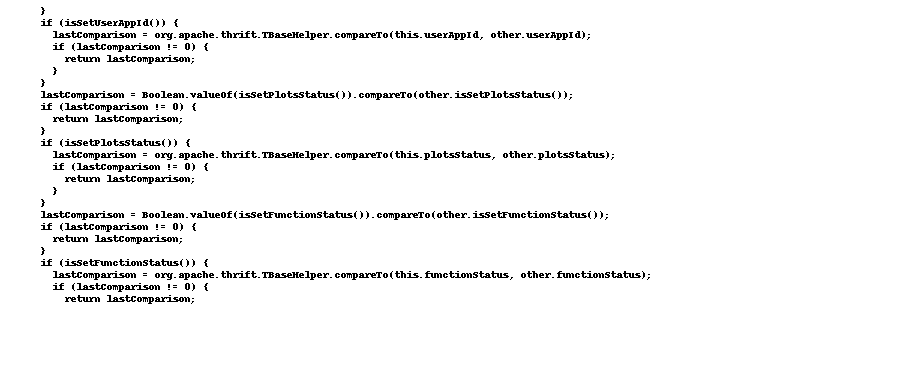 }
if (isSetUserAppId()) {
lastComparison = org.apache.thrift.TBaseHelper.compareTo(this.userAppId, other.userAppId);
if (lastComparison != 0) {
return lastComparison;
}
}
lastComparison = Boolean.valueOf(isSetPlotsStatus()).compareTo(other.isSetPlotsStatus());
if (lastComparison != 0) {
return lastComparison;
}
if (isSetPlotsStatus()) {
lastComparison = org.apache.thrift.TBaseHelper.compareTo(this.plotsStatus, other.plotsStatus);
if (lastComparison != 0) {
return lastComparison;
}
}
lastComparison = Boolean.valueOf(isSetFunctionStatus()).compareTo(other.isSetFunctionStatus());
if (lastComparison != 0) {
return lastComparison;
}
if (isSetFunctionStatus()) {
lastComparison = org.apache.thrift.TBaseHelper.compareTo(this.functionStatus, other.functionStatus);
if (lastComparison != 0) {
return lastComparison;